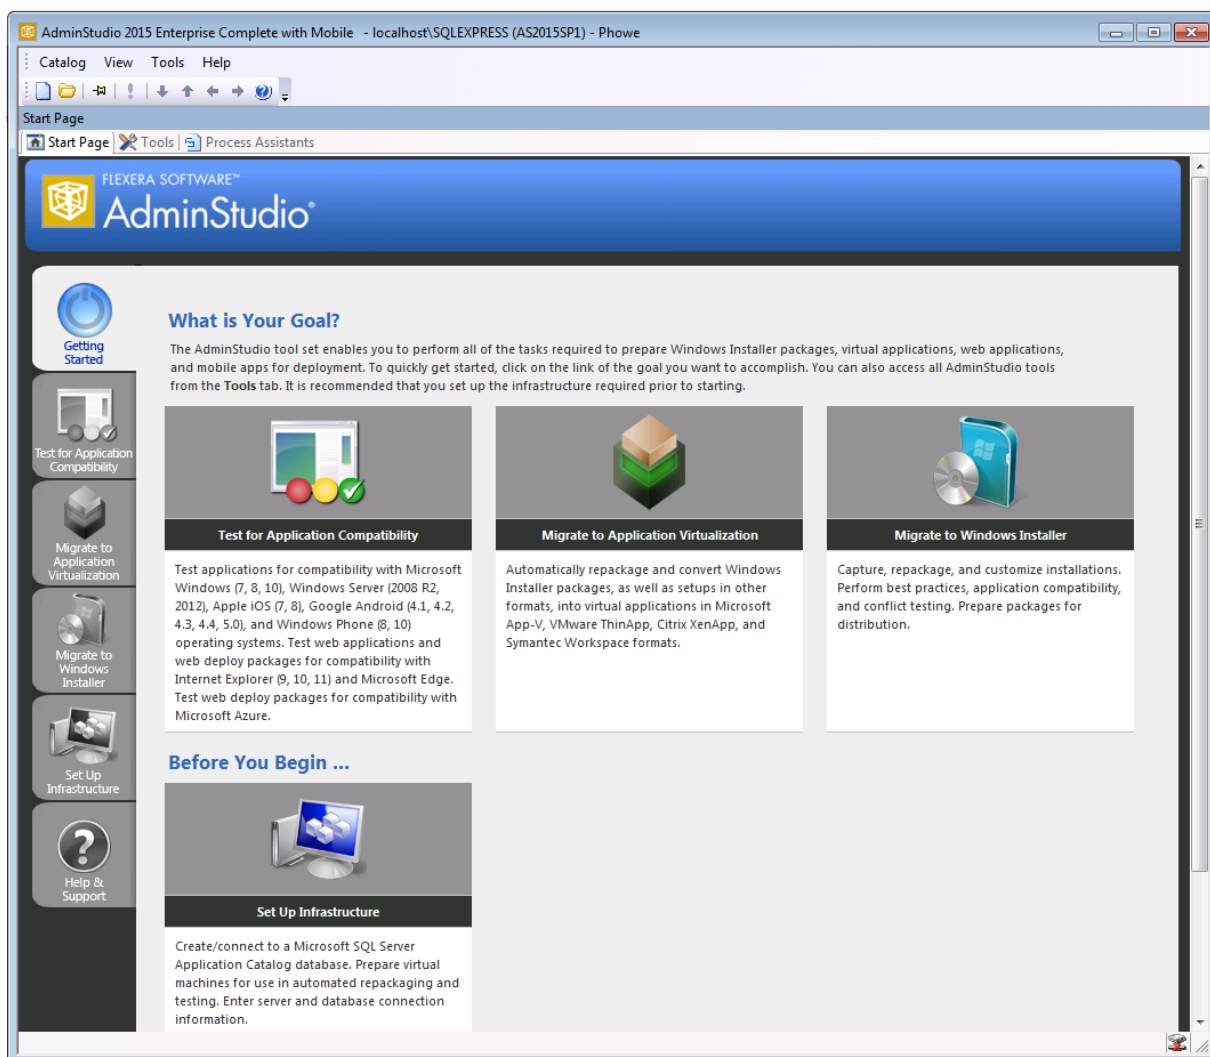 AdminStudio 2015 Enterprise Complete with Mobile - localhost\SQLEXPRESS (AS2015SP1) - Phowe
Catalog View Tools Help
Start Page
Start Page Tools Process Assistants
FLEXERA SOFTWARE™
AdminStudio®
Getting
Started
Test for Application
Compatibility
Migrate to
Application
Virtualization
Migrate to
Windows
Installer
Set Up
Infrastructure
Help &
Support
What is Your Goal?
The AdminStudio tool set enables you to perform all of the tasks required to prepare Windows Installer packages, virtual applications, web applications,
and mobile apps for deployment. To quickly get started, click on the link of the goal you want to accomplish. You can also access all AdminStudio tools
from the Tools tab. It is recommended that you set up the infrastructure required prior to starting.
Test for Application Compatibility
Test applications for compatibility with Microsoft
Windows (7, 8, 10), Windows Server (2008 R2,
2012), Apple iOS (7, 8), Google Android (4.1, 4.2,
4.3, 4.4, 5.0), and Windows Phone (8, 10)
operating systems. Test web applications and
web deploy packages for compatibility with
Internet Explorer (9, 10, 11) and Microsoft Edge.
Test web deploy packages for compatibility with
Microsoft Azure.
Migrate to Application Virtualization
Automatically repackage and convert Windows
Installer packages, as well as setups in other
formats, into virtual applications in Microsoft
App-V, VMware ThinApp, Citrix XenApp, and
Symantec Workspace formats.
Migrate to Windows Installer
Capture, repackage, and customize installations.
Perform best practices, application compatibility,
and conflict testing. Prepare packages for
distribution.
Before You Begin ...
Set Up Infrastructure
Create/connect to a Microsoft SQL Server
Application Catalog database. Prepare virtual
machines for use in automated repackaging and
testing. Enter server and database connection
information.